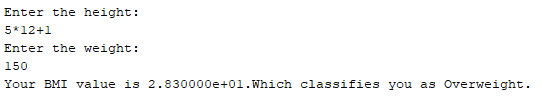 Enter the height:
5*12+1
Enter the weight:
150
Your BMI value is 2.830000e+01.Which classifies you as Overweight.